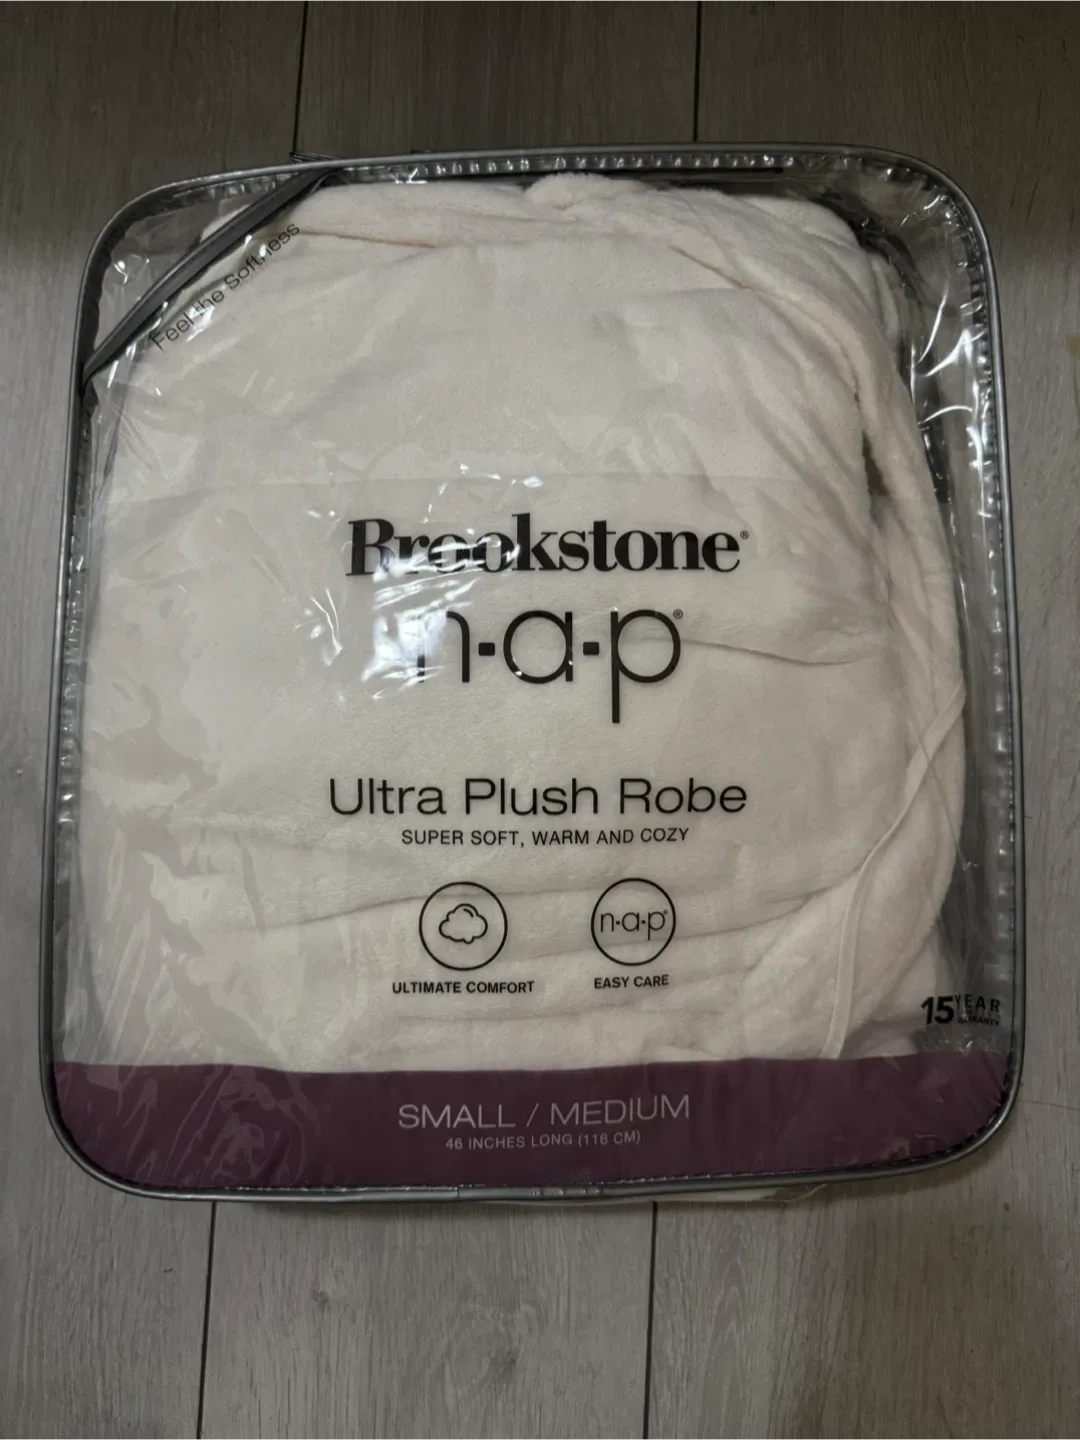 Feel the Softness
Brookstone®
n·a·p®
Ultra Plush Robe
SUPER SOFT, WARM AND COZY
n·a·p®
ULTIMATE COMFORT
EASY CARE
15 YEAR
WARRANTY
SMALL / MEDIUM
46 INCHES LONG (116 CM)